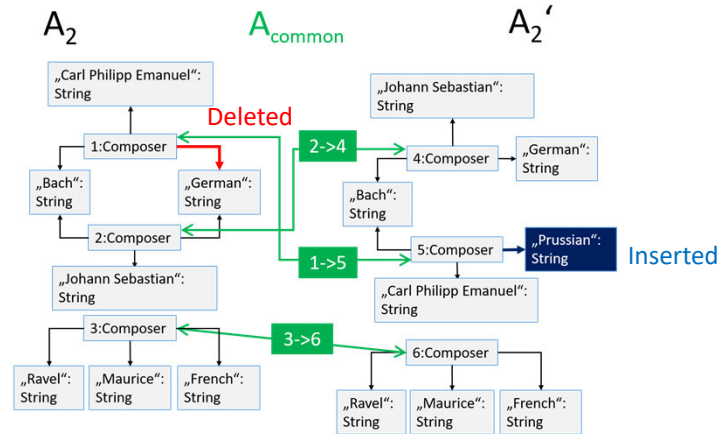 A2
Acommon
A2‘
„Carl Philipp Emanuel“:
String
Deleted
1:Composer
„Bach“:
String
„German“:
String
2:Composer
„Johann Sebastian“:
String
3:Composer
„Ravel“:
String
„Maurice“:
String
„French“:
String
2->4
1->5
3->6
„Johann Sebastian“:
String
4:Composer
„German“:
String
„Bach“:
String
5:Composer
„Prussian“:
String
Inserted
„Carl Philipp Emanuel“:
String
6:Composer
„Ravel“:
String
„Maurice“:
String
„French“:
String